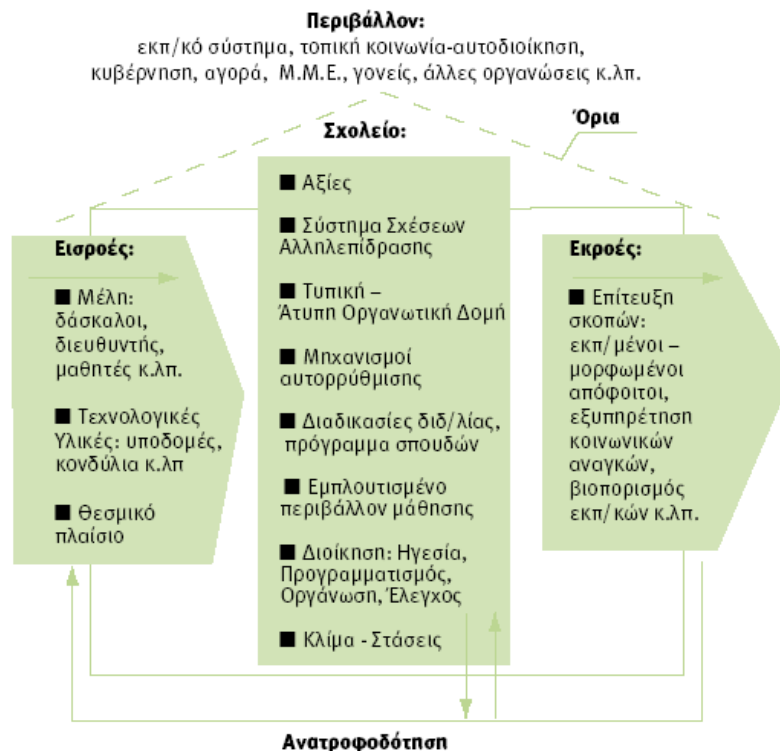 Περιβάλλον:
εκπ/κό σύστημα, τοπική κοινωνία-αυτοδιοίκηση,
κυβέρνηση, αγορά, Μ.Μ.Ε., γονείς, άλλες οργανώσεις κ.λπ.
Όρια
Σχολείο:
■ Αξίες
■ Σύστημα Σχέσεων
Αλληλεπίδρασης
■ Τυπική –
Άτυπη Οργανωτική Δομή
■ Μηχανισμοί
αυτορρύθμισης
■ Διαδικασίες διδ/λίας,
πρόγραμμα σπουδών
■ Εμπλουτισμένο
περιβάλλον μάθησης
■ Διοίκηση: Ηγεσία,
Προγραμματισμός,
Οργάνωση, Έλεγχος
■ Κλίμα - Στάσεις
Εισροές:
■ Μέλη:
δάσκαλοι,
διευθυντής,
μαθητές κ.λπ.
■ Τεχνολογικές
Υλικές: υποδομές,
κονδύλια κ.λπ
■ Θεσμικό
πλαίσιο
Εκροές:
■ Επίτευξη
σκοπών:
εκπ/μένοι –
μορφωμένοι
απόφοιτοι,
εξυπηρέτηση
κοινωνικών
αναγκών,
βιοπορισμός
εκπ/κών κ.λπ.
Ανατροφοδότηση